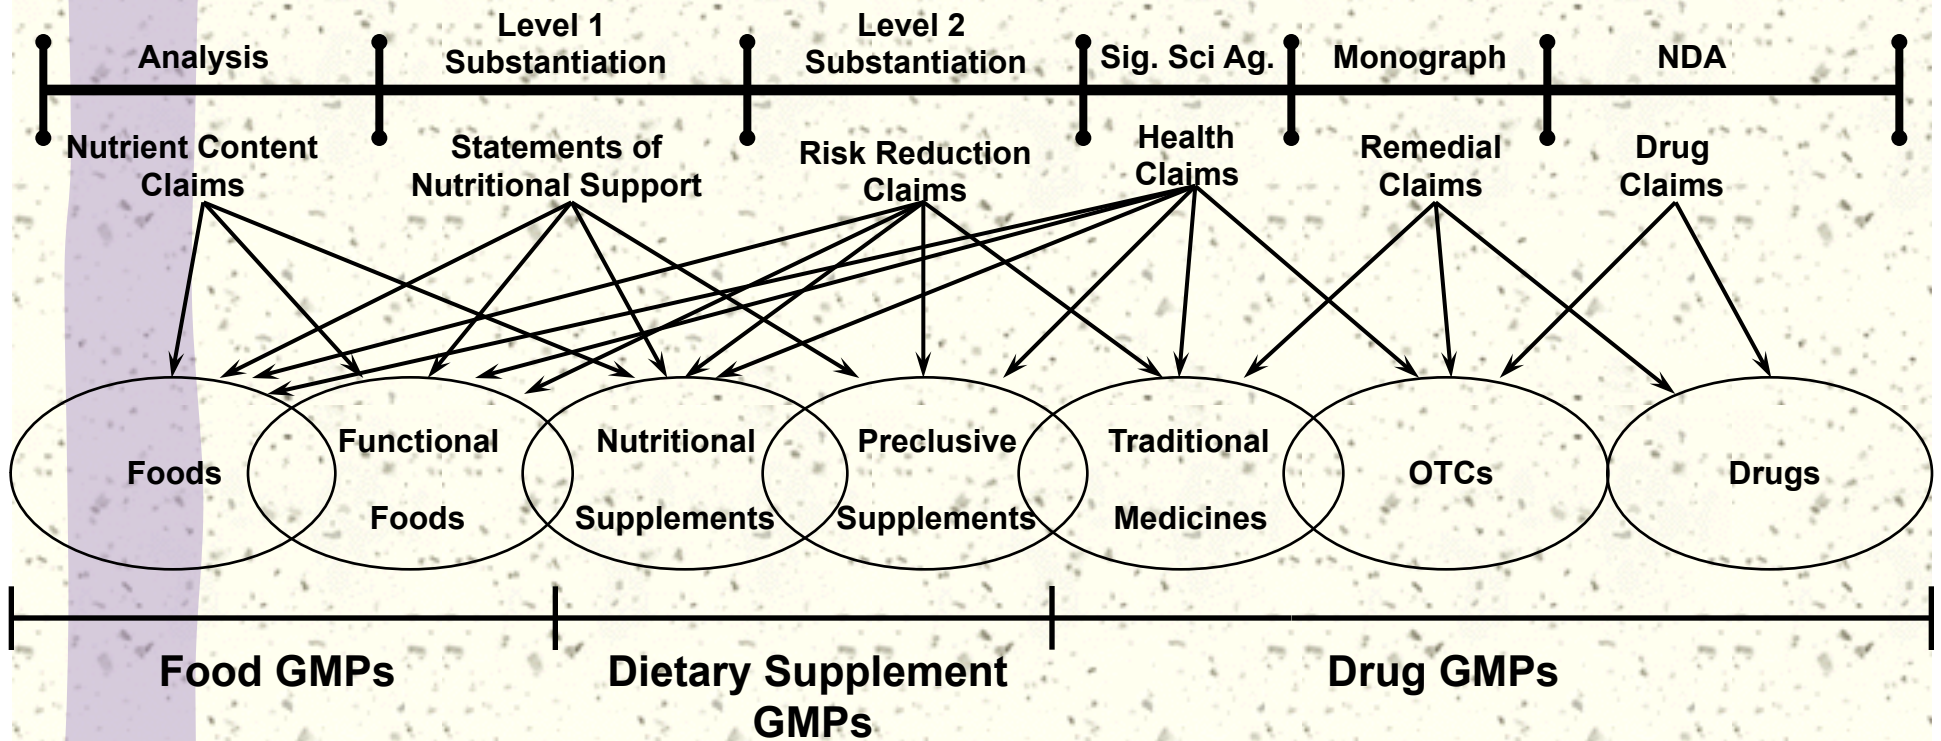 Analysis
Level 1
Substantiation
Level 2
Substantiation
Sig. Sci Ag.
Monograph
NDA
Nutrient Content
Claims
Statements of
Nutritional Support
Risk Reduction
Claims
Health
Claims
Remedial
Claims
Drug
Claims
Foods
Functional
Foods
Nutritional
Supplements
Preclusive
Supplements
Traditional
Medicines
OTCs
Drugs
Food GMPs
Dietary Supplement
GMPs
Drug GMPs